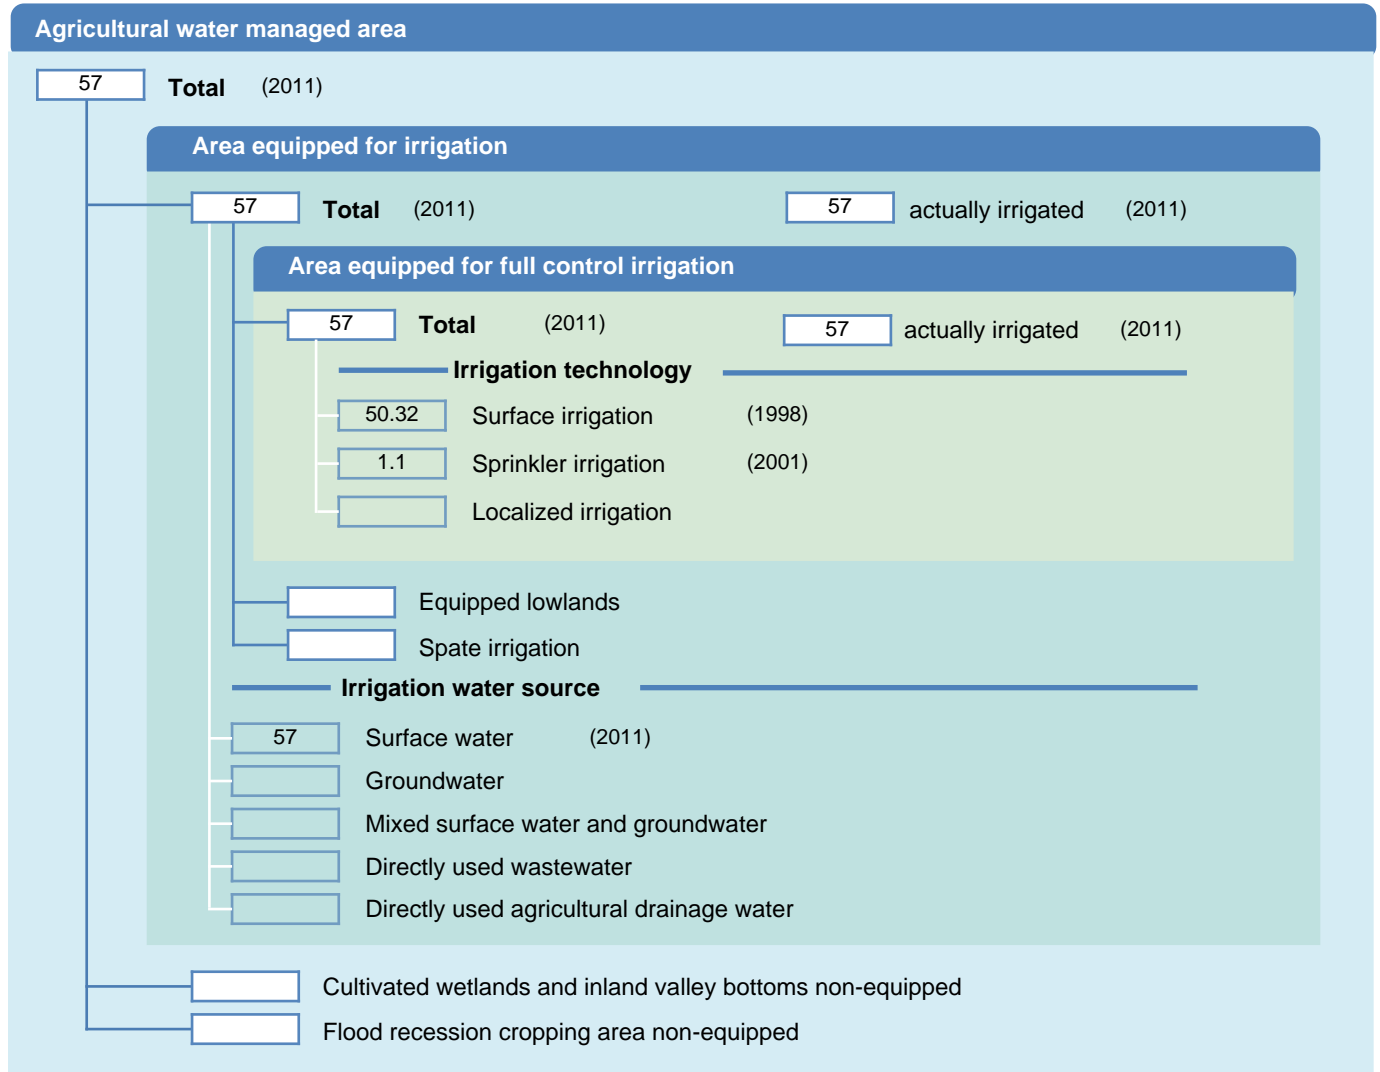 Agricultural water managed area
57 Total (2011)
Area equipped for irrigation
57 Total (2011) 57 actually irrigated (2011)
Area equipped for full control irrigation
57 Total (2011) 57 actually irrigated (2011)
Irrigation technology
50.32 Surface irrigation (1998)
1.1 Sprinkler irrigation (2001)
Localized irrigation
Equipped lowlands
Spate irrigation
Irrigation water source
57 Surface water (2011)
Groundwater
Mixed surface water and groundwater
Directly used wastewater
Directly used agricultural drainage water
Cultivated wetlands and inland valley bottoms non-equipped
Flood recession cropping area non-equipped